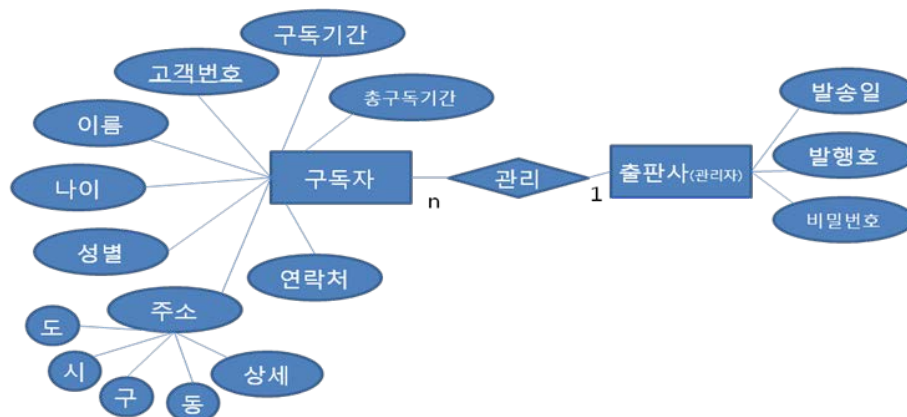 구독기간
고객번호
총구독기간
이름
나이
성별
주소
도
시
구
동
상세
연락처
구독자
n
관리
1
출판사(관리자)
발송일
발행호
비밀번호